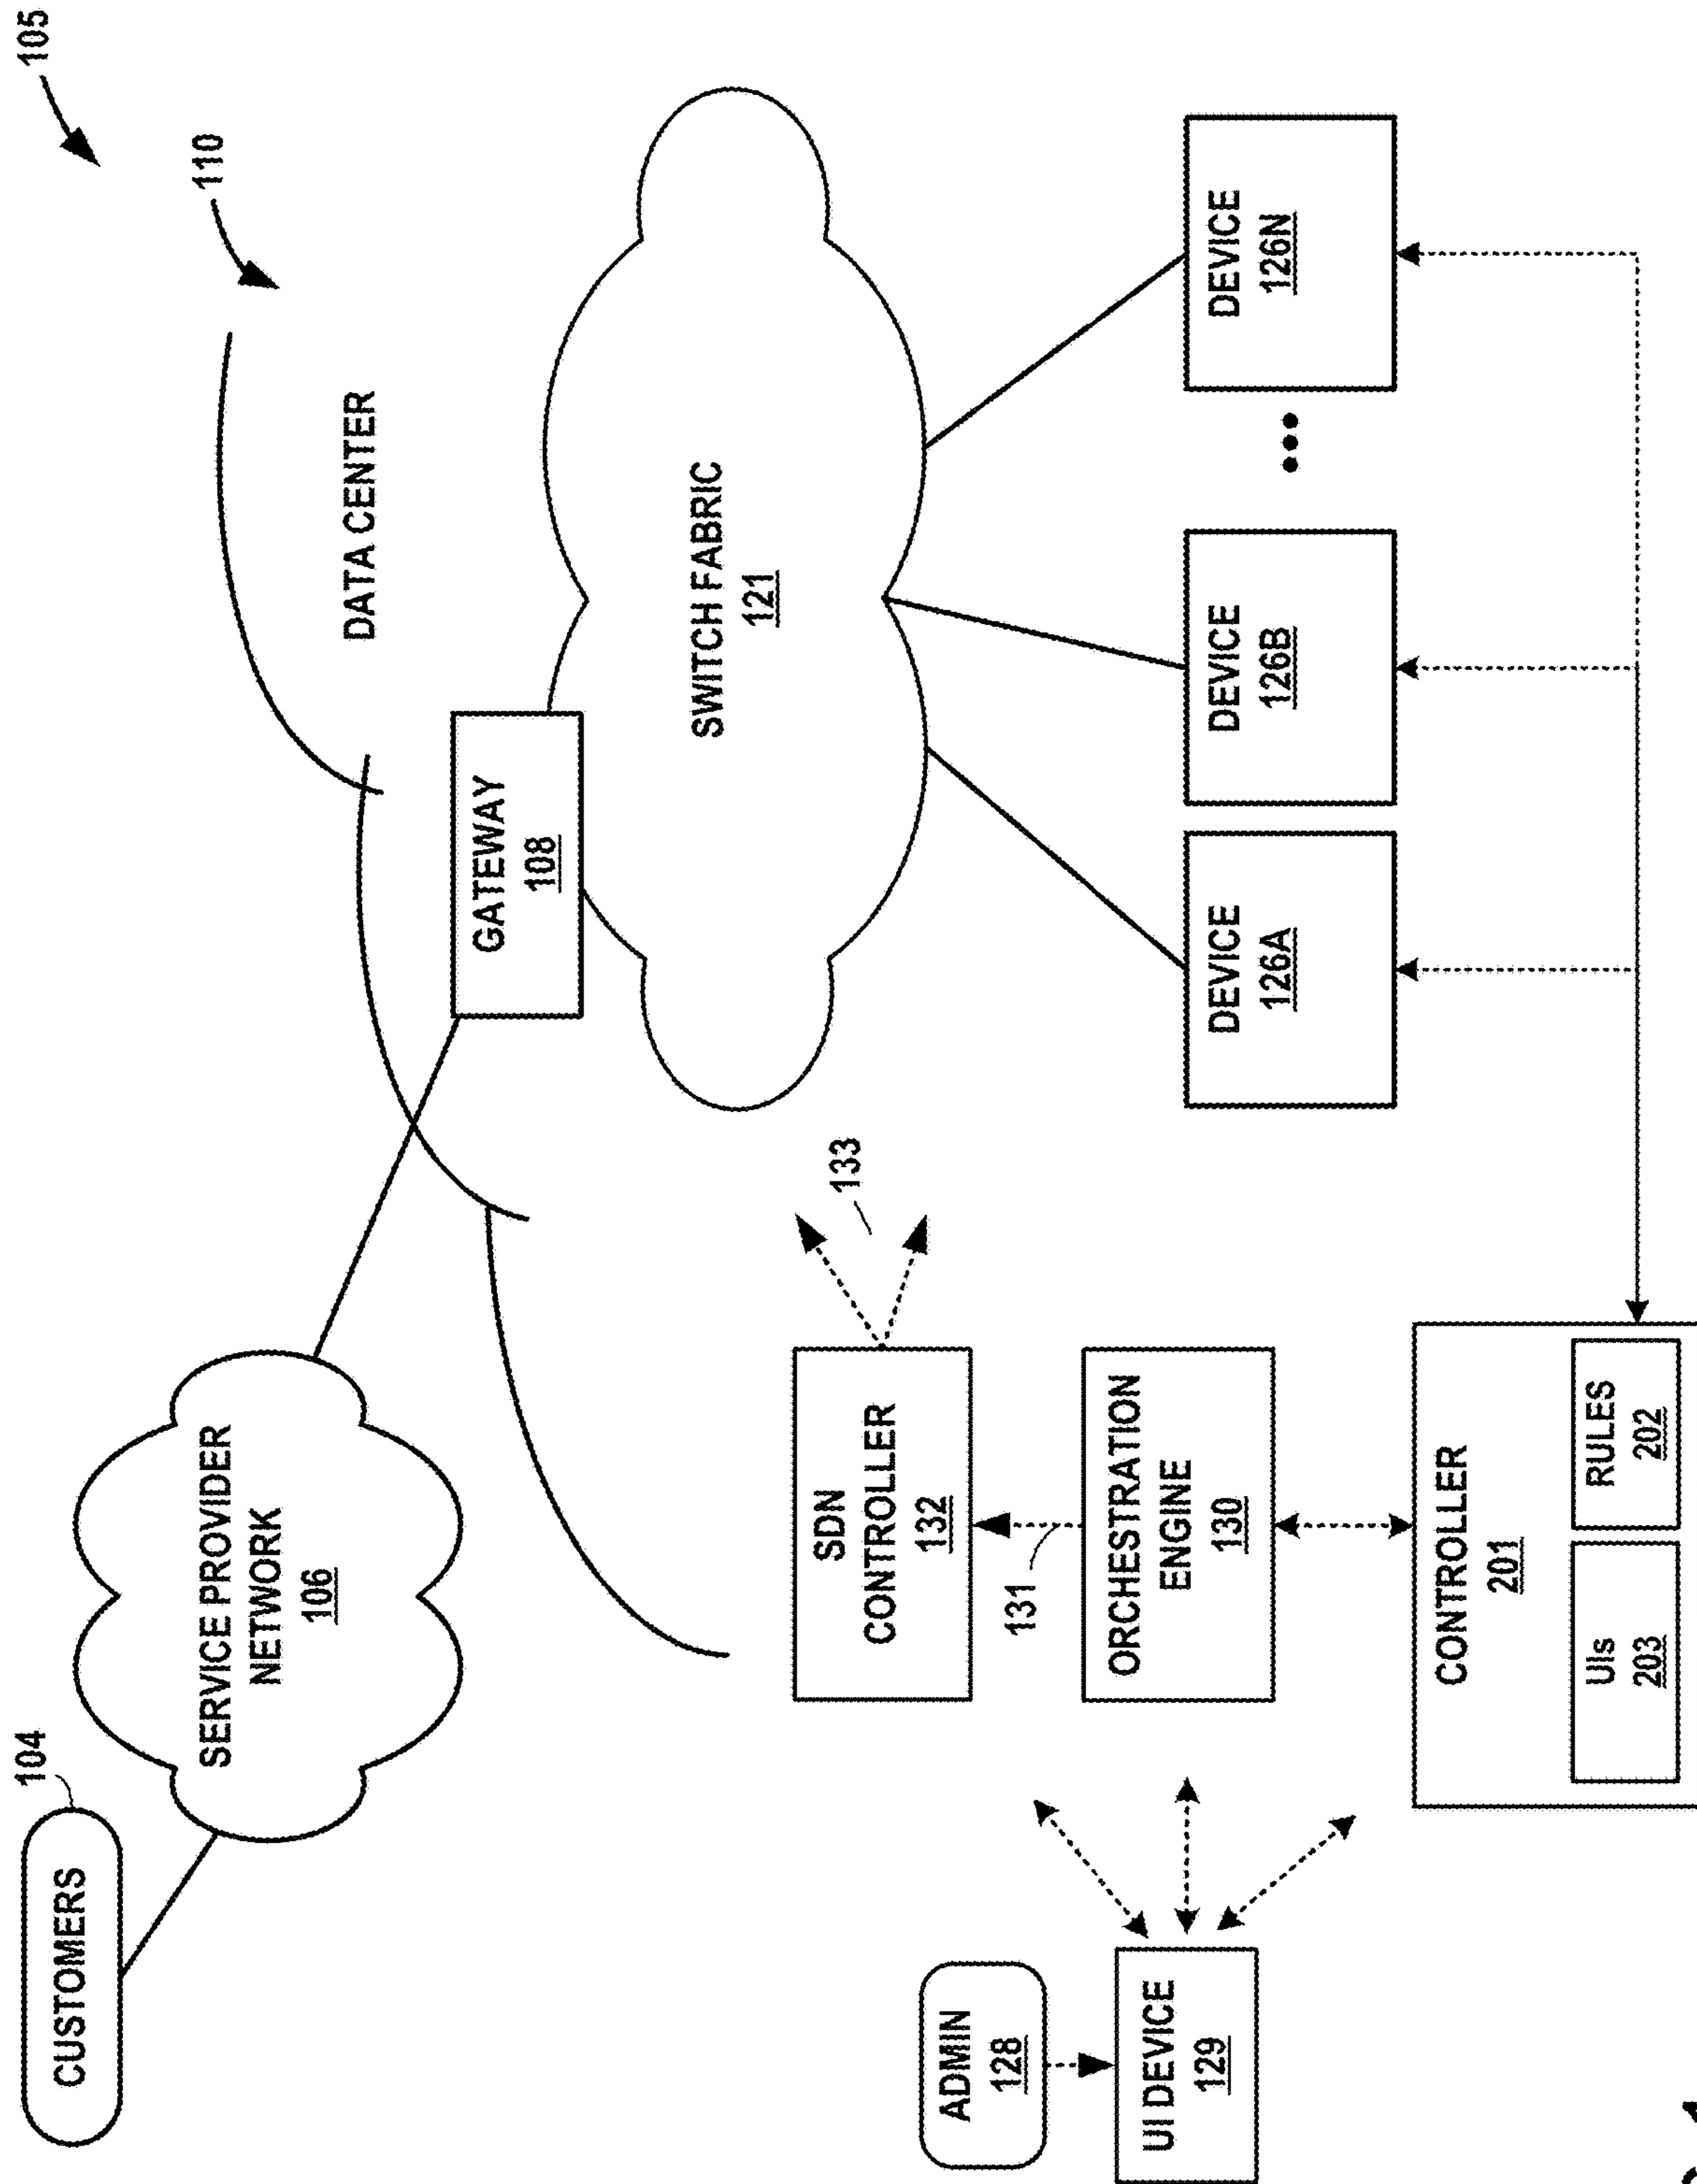 105
110
104
CUSTOMERS
SERVICE PROVIDER
NETWORK
106
DATA CENTER
GATEWAY
108
SWITCH FABRIC
121
133
SDN
CONTROLLER
132
131
ORCHESTRATION
ENGINE
130
ADMIN
128
UI DEVICE
129
DEVICE
126A
DEVICE
126B
DEVICE
126N
CONTROLLER
201
UIs
203
RULES
202